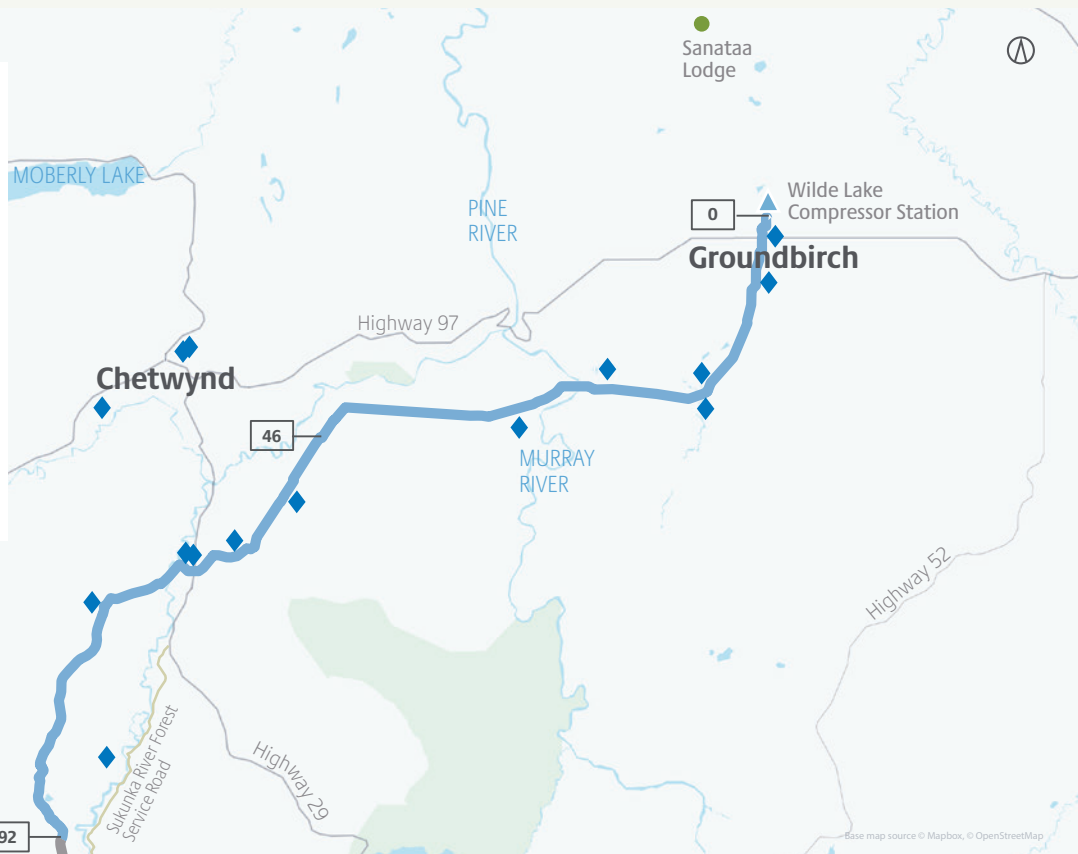 Sanataa
Lodge
MOBERLY LAKE
Wilde Lake
Compressor Station
0
PINE
RIVER
Groundbirch
Highway 97
Chetwynd
46
MURRAY
RIVER
Highway 52
Sukunka River Forest
Service Road
Highway 29
92
Base map source © Mapbox, © OpenStreetMap